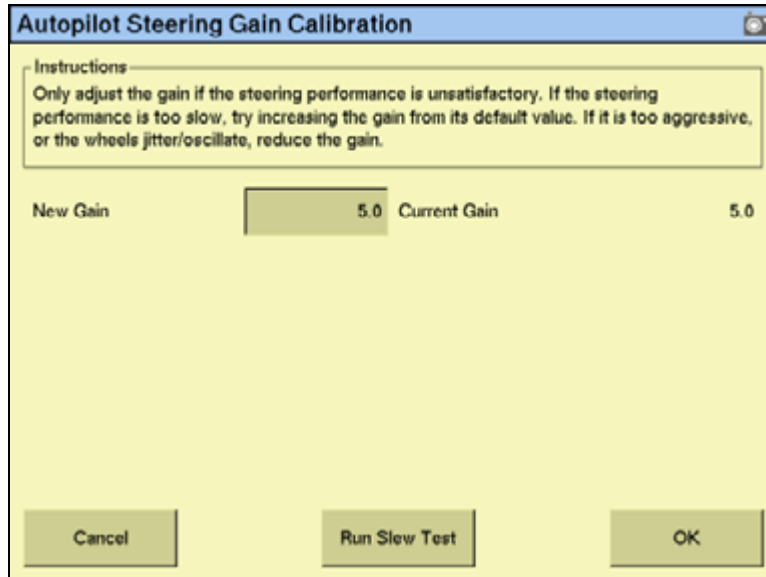 Autopilot Steering Gain Calibration
Instructions
Only adjust the gain if the steering performance is unsatisfactory. If the steering
performance is too slow, try increasing the gain from its default value. If it is too aggressive,
or the wheels jitter/oscillate, reduce the gain.
New Gain 5.0 Current Gain 5.0
Cancel Run Slew Test OK